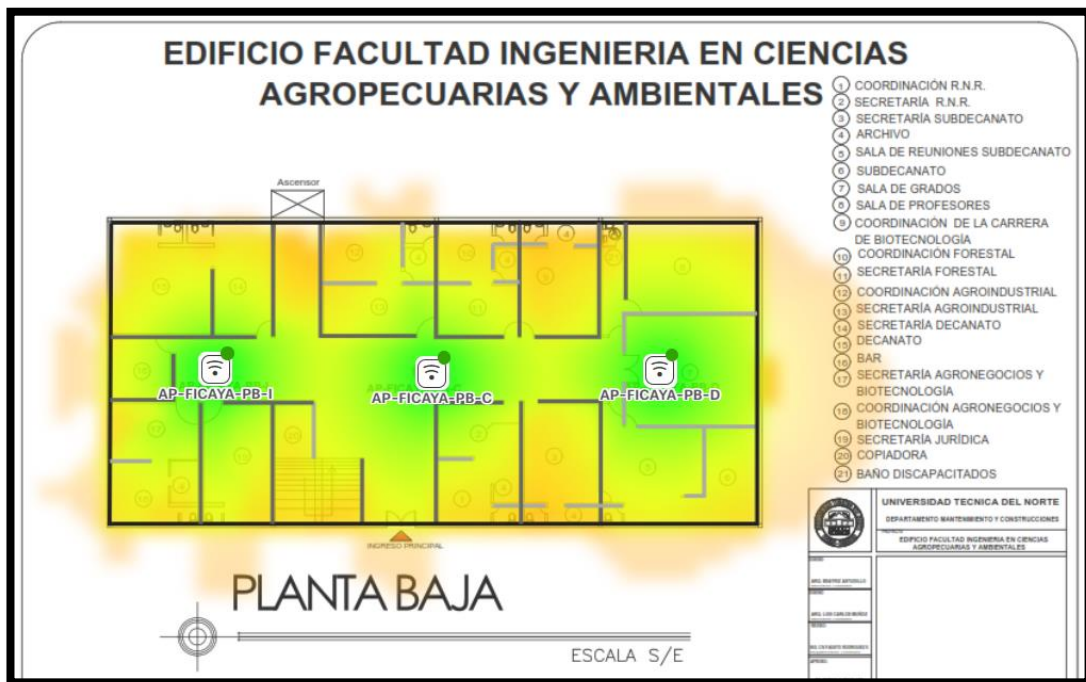 EDIFICIO FACULTAD INGENIERIA EN CIENCIAS
AGROPECUARIAS Y AMBIENTALES
1 COORDINACIÓN R.N.R.
2 SECRETARÍA R.N.R.
3 SECRETARÍA SUBDECANATO
4 ARCHIVO
5 SALA DE REUNIONES SUBDECANATO
6 SUBDECANATO
7 SALA DE GRADOS
8 SALA DE PROFESORES
9 COORDINACIÓN DE LA CARRERA
DE BIOTECNOLOGÍA
10 COORDINACIÓN FORESTAL
11 SECRETARÍA FORESTAL
12 COORDINACIÓN AGROINDUSTRIAL
13 SECRETARÍA AGROINDUSTRIAL
14 SECRETARÍA DECANATO
15 DECANATO
16 BAR
17 SECRETARÍA AGRONEGOCIOS Y
BIOTECNOLOGÍA
18 COORDINACIÓN AGRONEGOCIOS Y
BIOTECNOLOGÍA
19 SECRETARÍA JURÍDICA
20 COPIADORA
21 BAÑO DISCAPACITADOS
Ascensor
AP-FICAYA-PB-I
AP-FICAYA-PB-C
AP-FICAYA-PB-D
INGRESO PRINCIPAL
PLANTA BAJA
ESCALA S/E
UNIVERSIDAD TECNICA DEL NORTE
DEPARTAMENTO MANTENIMIENTO Y CONSTRUCCIONES
EDIFICIO FACULTAD INGENIERIA EN CIENCIAS
AGROPECUARIAS Y AMBIENTALES